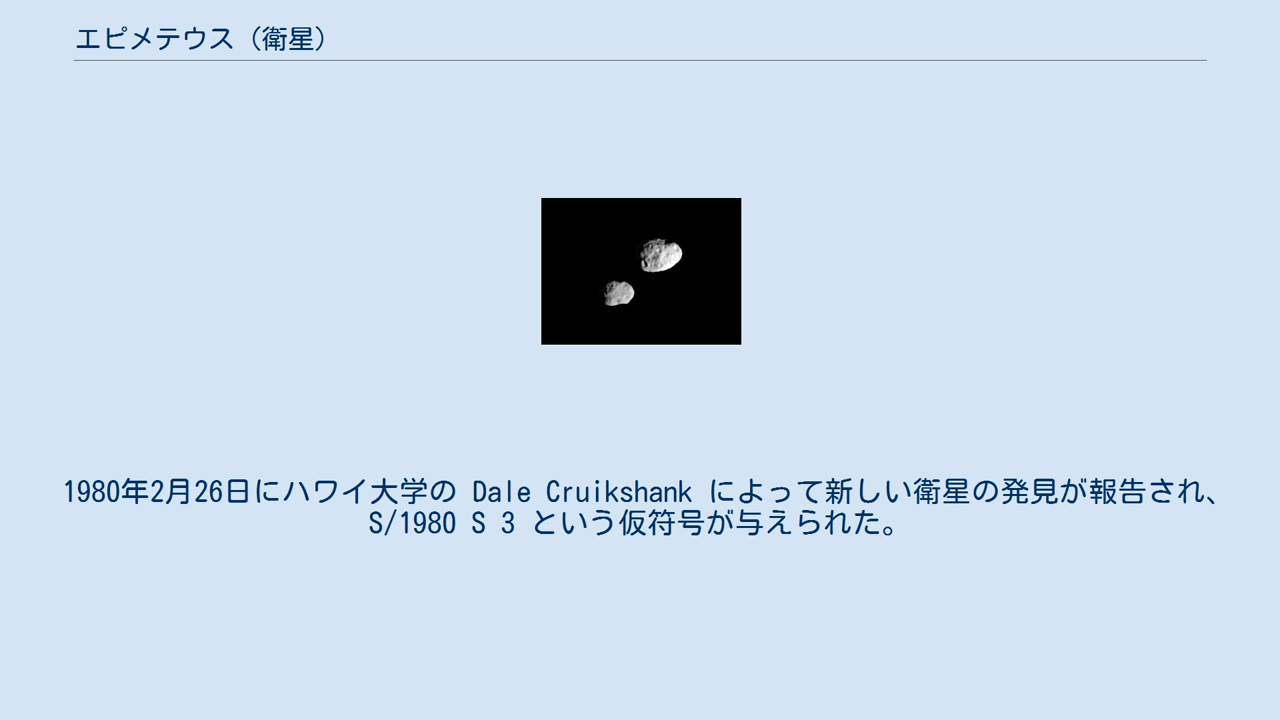 エピメテウス（衛星）
1980年2月26日にハワイ大学の Dale Cruikshank によって新しい衛星の発見が報告され、
S/1980 S 3 という仮符号が与えられた。